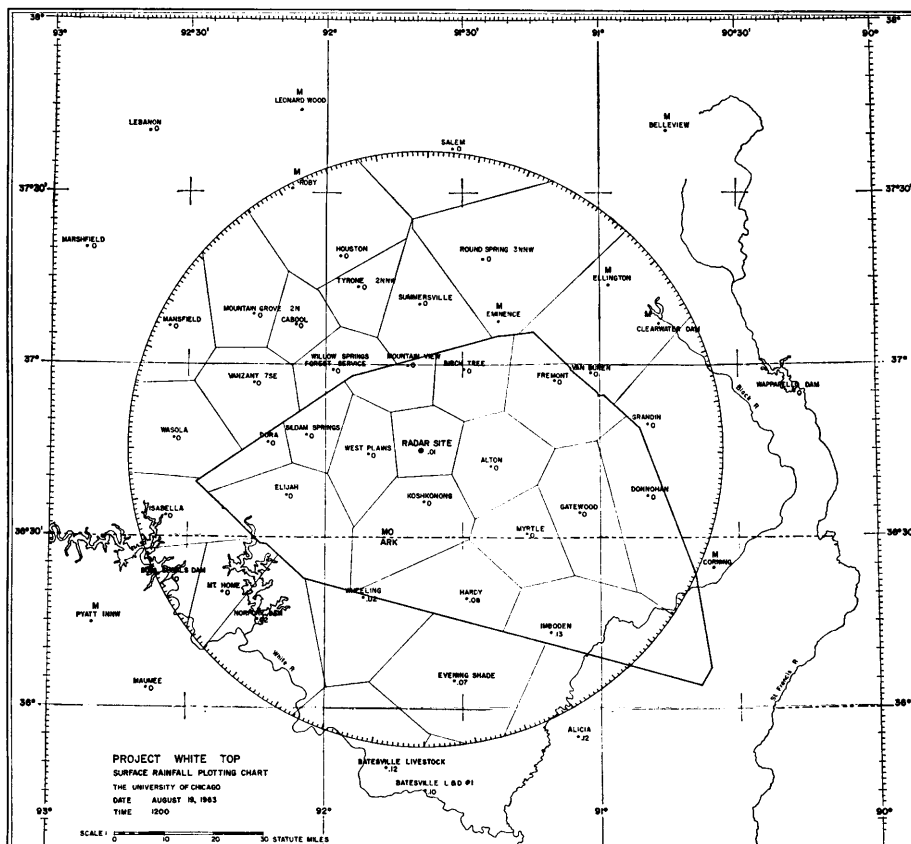 38° 38°
93° 92°30' 92° 91°30' 91° 90°30' 90°
M
LEONARD WOOD
LEBANON 0
M
BELLEVIEW
SALEM 0
M
ROBY
37°30' 37°30'
MARSHFIELD 0
HOUSTON 0
ROUND SPRING 3NNW 0
TYRONE 2NNW 0
M
ELLINGTON
SUMMERSVILLE 0
MOUNTAIN GROVE 2N 0
CABOOL 0
MANSFIELD 0
M
EMINENCE
M
CLEARWATER DAM
37° 37°
WILLOW SPRINGS
FOREST SERVICE 0
MOUNTAIN VIEW 0
BIRCH TREE 0
VANZANT 7SE 0
FREMONT 0
VAN BUREN 0
WAPPAPELLO DAM 0
Black R
GRANDIN 0
WASOLA 0
DORA 0
SILOAM SPRINGS 0
WEST PLAINS 0
RADAR SITE .01
ALTON 0
ELIJAH 0
KOSHKONONG 0
DONNOHAN 0
GATEWOOD 0
ISABELLA 0
MYRTLE 0
36°30' 36°30'
MO
ARK
M
CORNING
MT. HOME 0
WHEELING .02
HARDY .08
M
PYATT INNW
NORFORK DAM .02
IMBODEN .13
White R
EVENING SHADE .07
MAUMEE 0
St Francis R
36° 36°
ALICIA .12
BATESVILLE LIVESTOCK .12
BATESVILLE L&D #1 .10
PROJECT WHITE TOP
SURFACE RAINFALL PLOTTING CHART
THE UNIVERSITY OF CHICAGO
DATE AUGUST 19, 1963
TIME 1200
SCALE: 0 10 20 30 STATUTE MILES
93° 92° 91° 90°